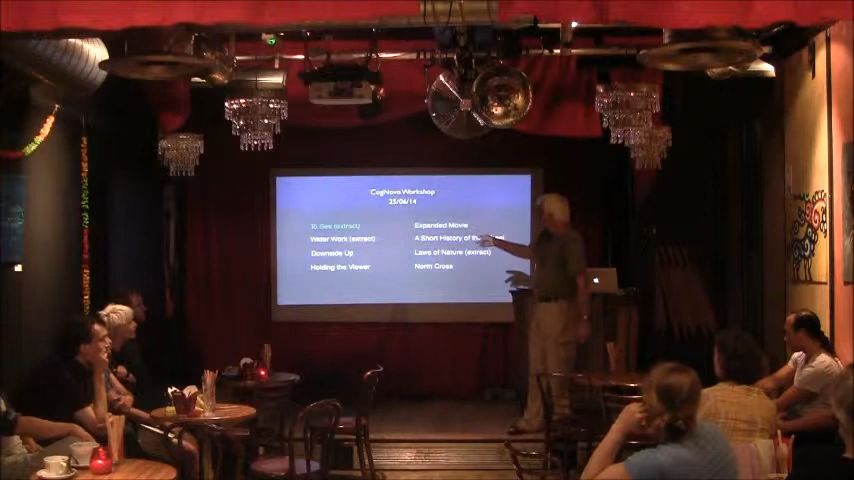 CogNovo Workshop
25/06/14
To See (extract)
Water Work (extract)
Downside Up
Holding the Viewer
Expanded Movie
A Short History of the
Laws of Nature (extract)
North Cross